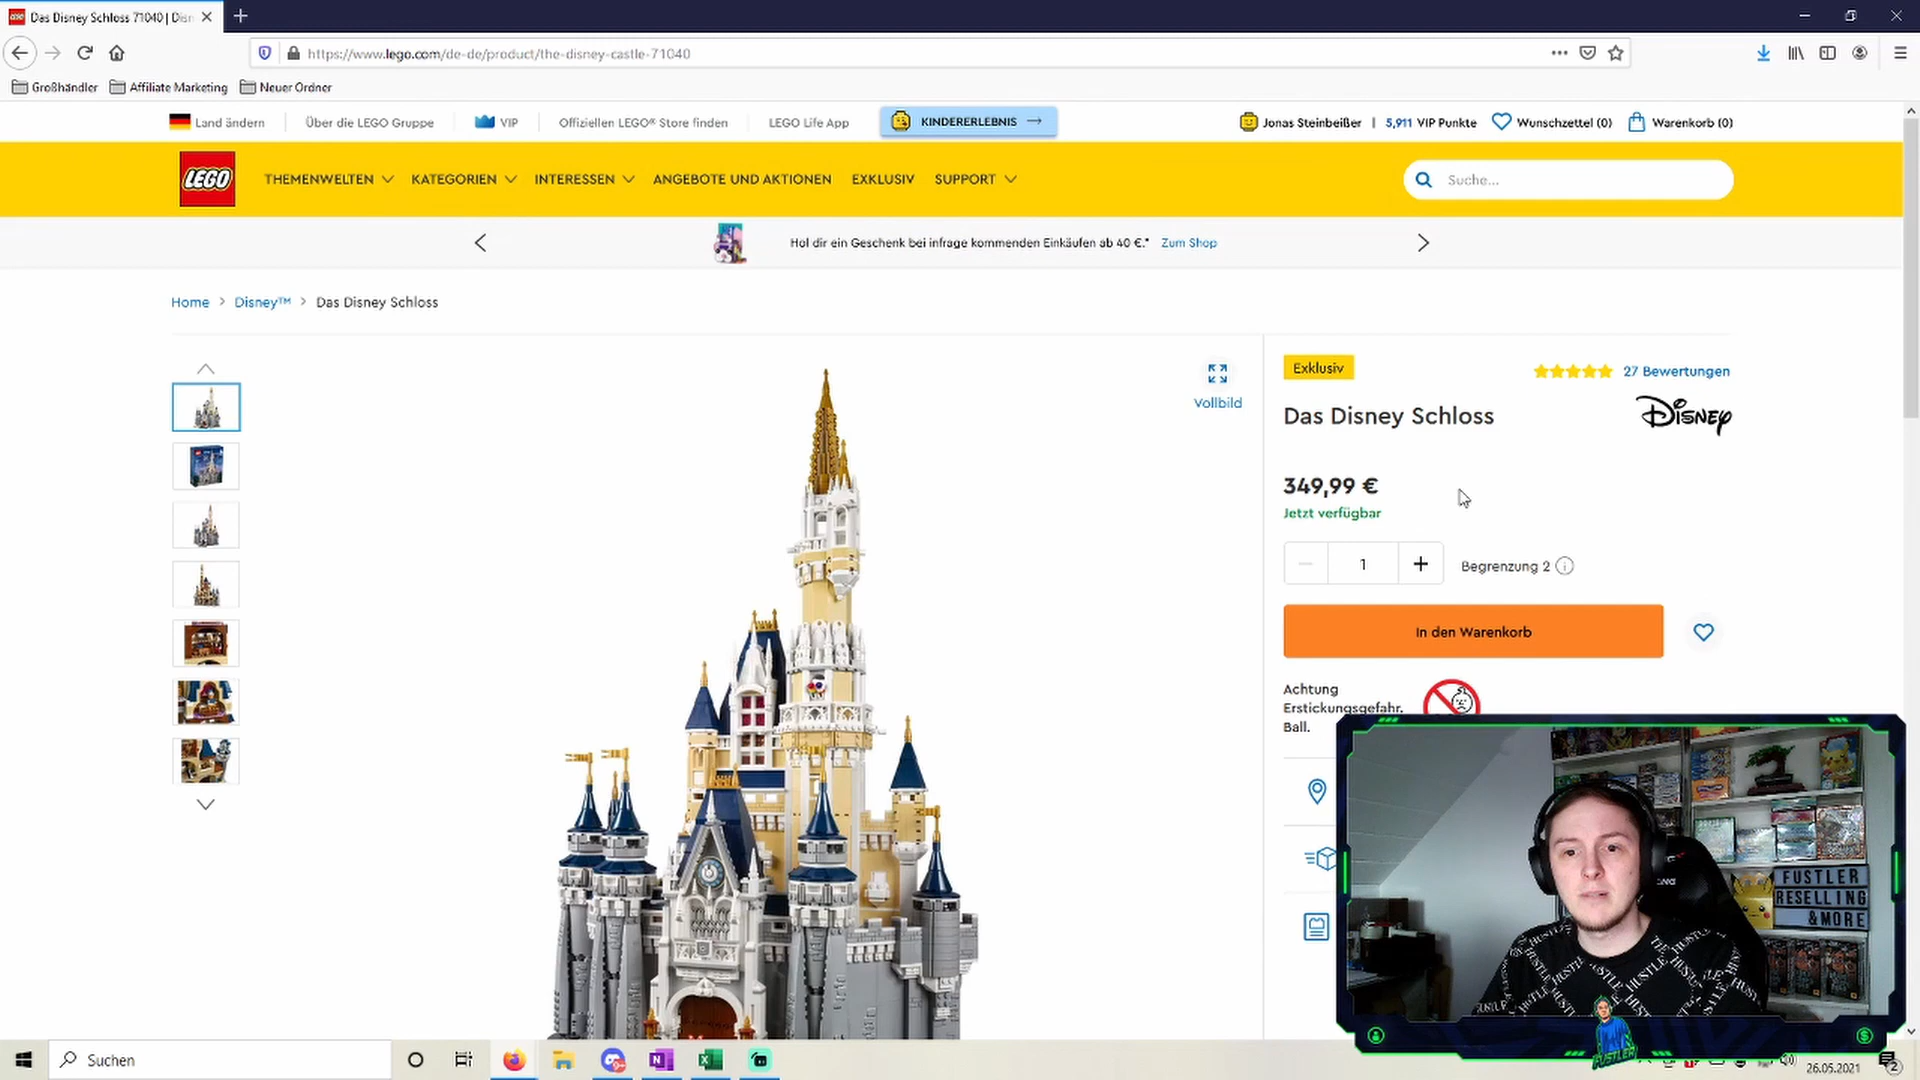 Das Disney Schloss 71040 | Disn
https://www.lego.com/de-de/product/the-disney-castle-71040
Großhändler
Affiliate Marketing
Neuer Ordner
Land ändern
Über die LEGO Gruppe
VIP
Offiziellen LEGO® Store finden
LEGO Life App
KINDERERLEBNIS
Jonas Steinbeißer | 5,911 VIP Punkte
Wunschzettel (0)
Warenkorb (0)
LEGO
THEMENWELTEN
KATEGORIEN
INTERESSEN
ANGEBOTE UND AKTIONEN
EXKLUSIV
SUPPORT
Suche...
Hol dir ein Geschenk bei infrage kommenden Einkäufen ab 40 €.* Zum Shop
Home > Disney™ > Das Disney Schloss
Vollbild
Exklusiv
27 Bewertungen
Das Disney Schloss
Disney
349,99 €
Jetzt verfügbar
1
Begrenzung 2
In den Warenkorb
Achtung
Erstickungsgefahr.
Ball.
FUSTLER
RESELLING
&MORE
HUSTLE
FUSTLER
Suchen
26.05.2021
2